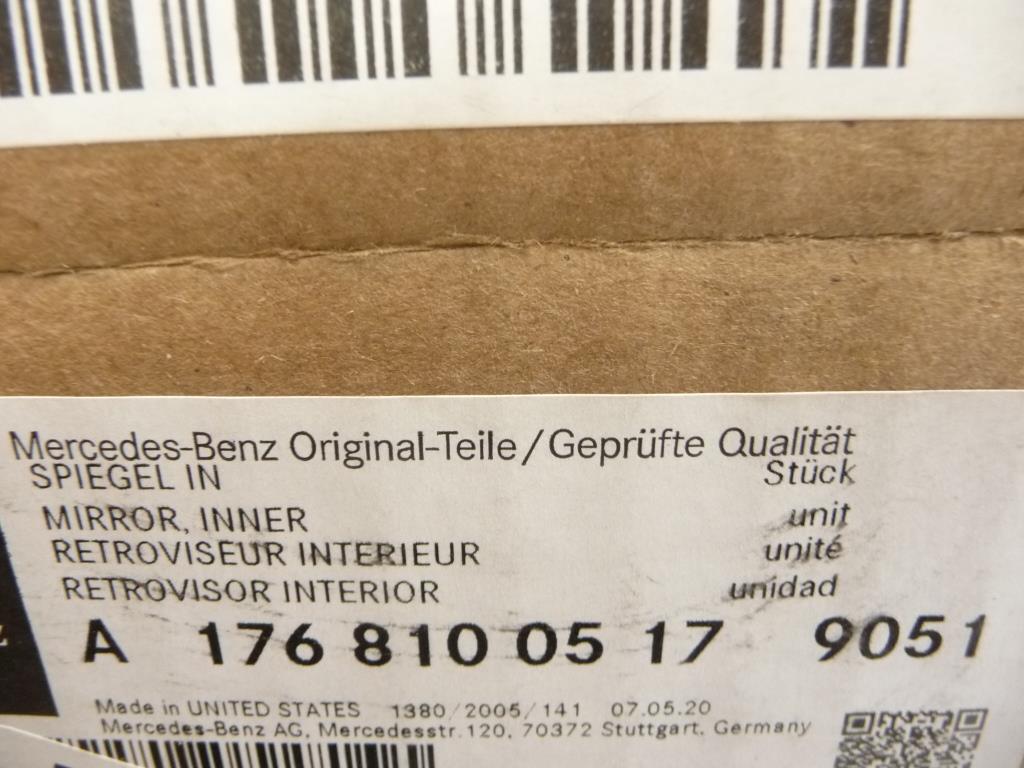 Mercedes-Benz Original-Teile/Geprüfte Qualität
SPIEGEL IN Stück
MIRROR, INNER unit
RETROVISEUR INTERIEUR unité
RETROVISOR INTERIOR unidad
A 176 810 05 17 9051
Made in UNITED STATES 1380/2005/141 07.05.20
Mercedes-Benz AG, Mercedesstr.120, 70372 Stuttgart, Germany